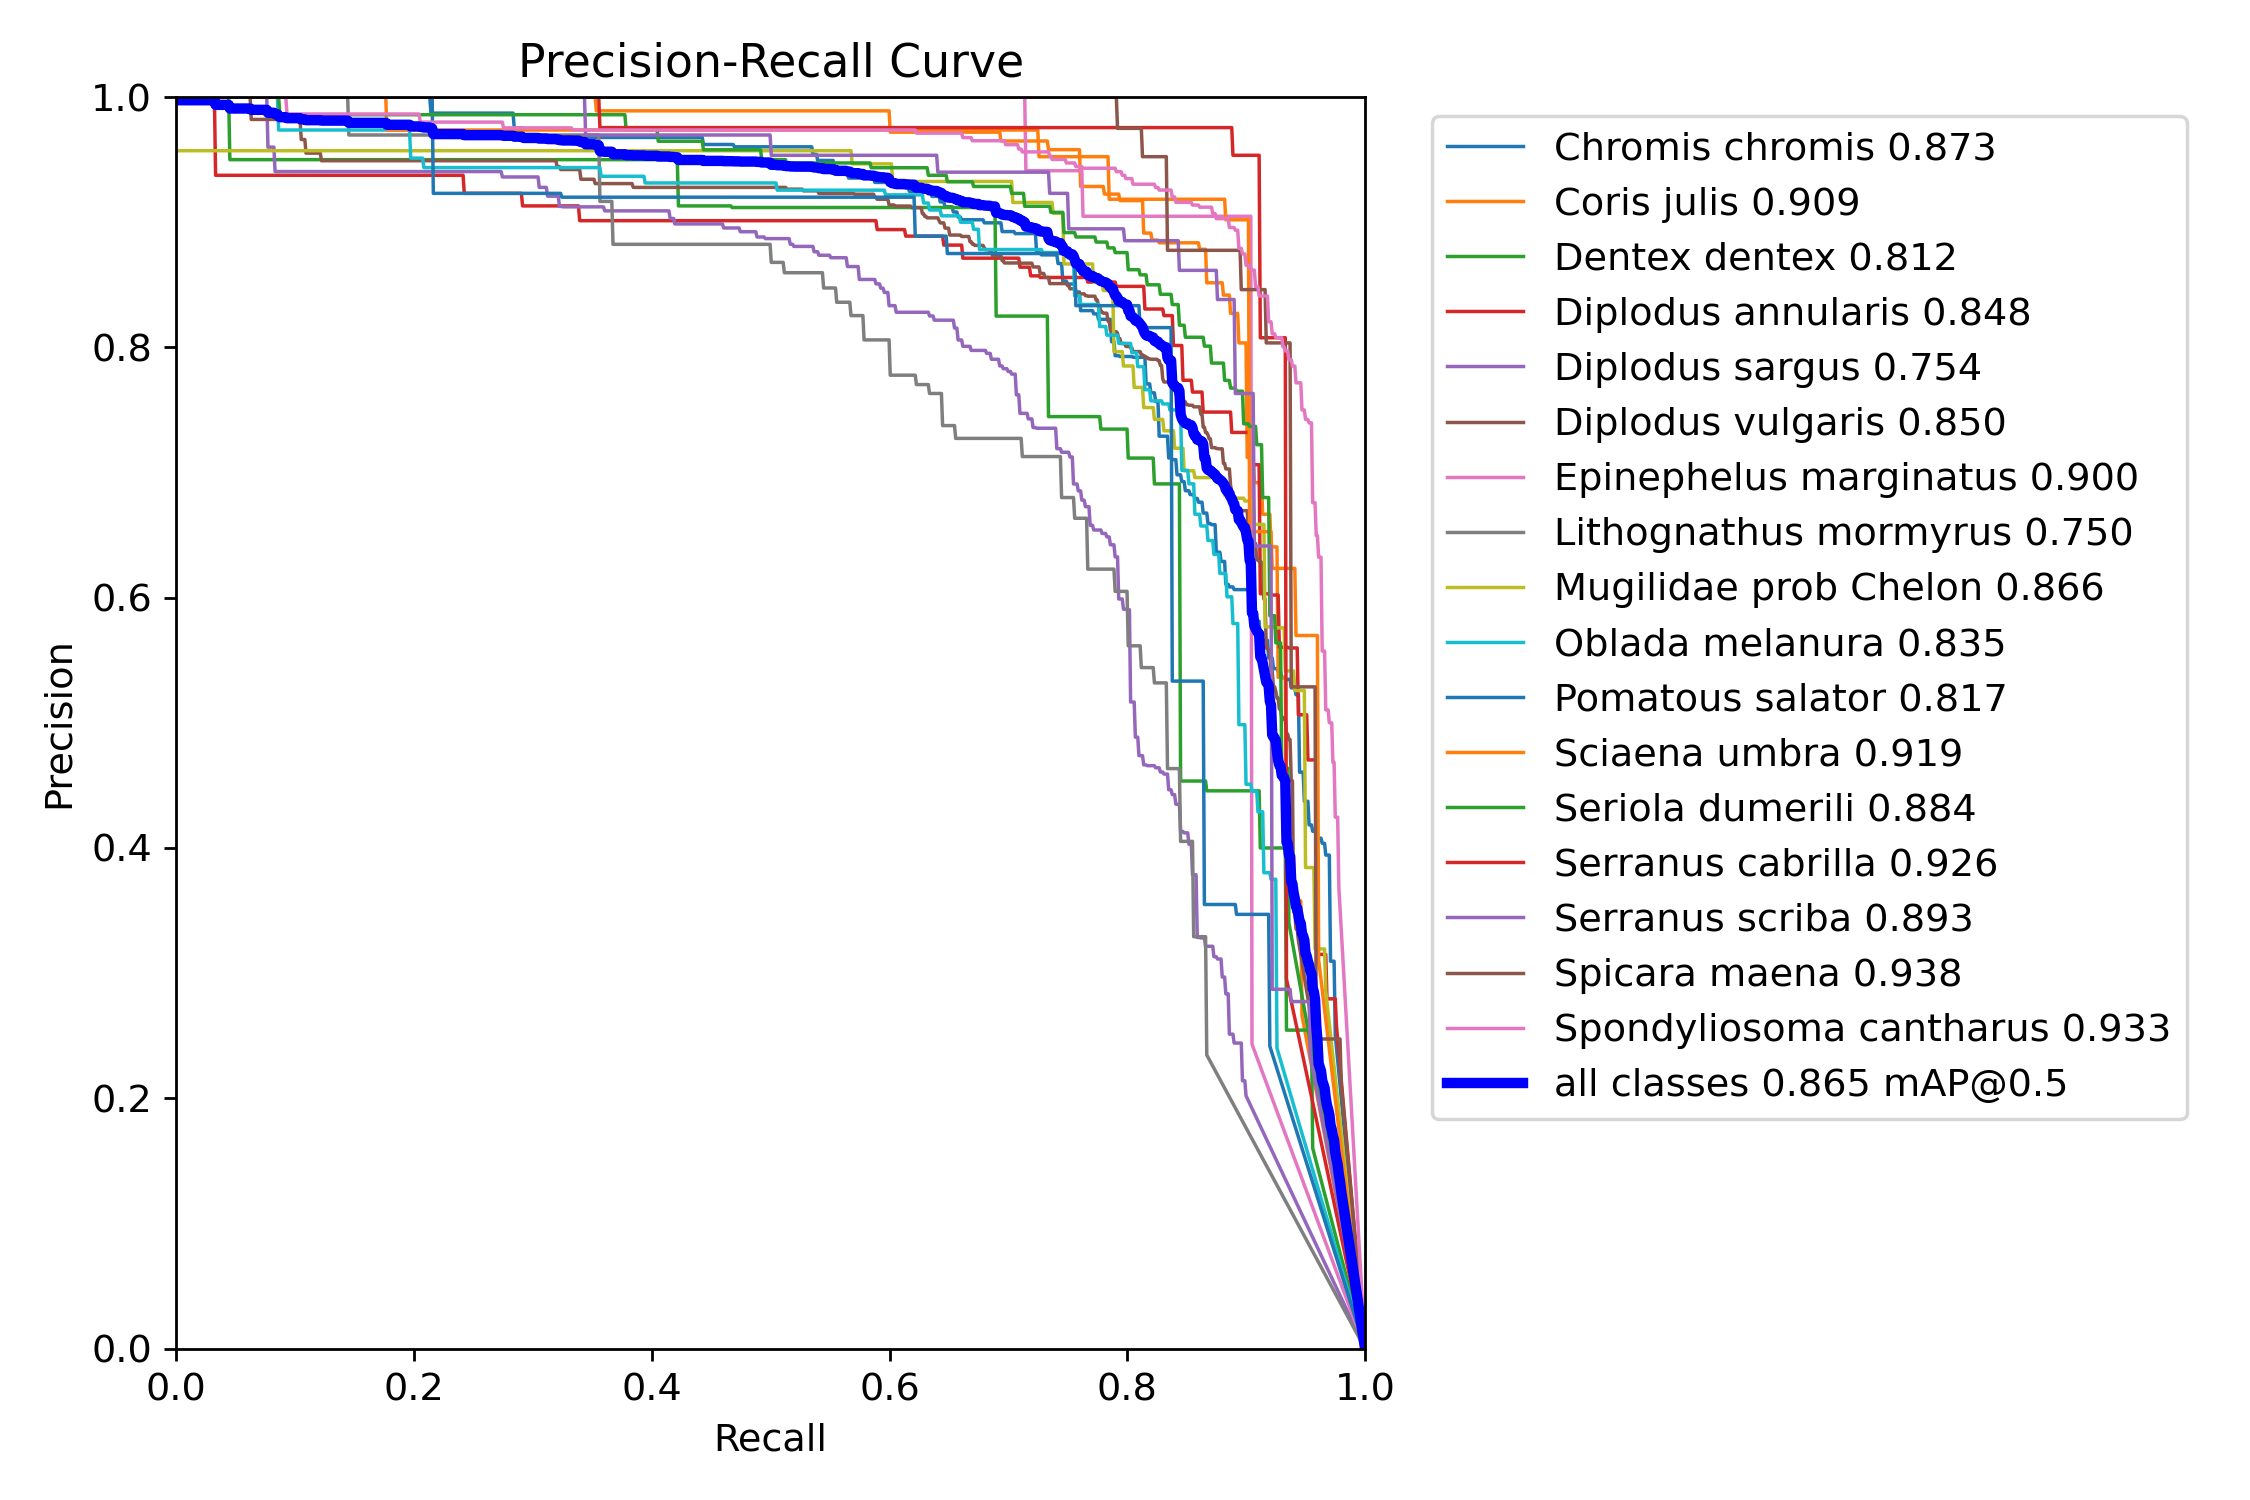 Precision-Recall Curve
1.0
0.8
0.6
0.4
0.2
0.0
Precision
0.0 0.2 0.4 0.6 0.8 1.0
Recall
Chromis chromis 0.873
Coris julis 0.909
Dentex dentex 0.812
Diplodus annularis 0.848
Diplodus sargus 0.754
Diplodus vulgaris 0.850
Epinephelus marginatus 0.900
Lithognathus mormyrus 0.750
Mugilidae prob Chelon 0.866
Oblada melanura 0.835
Pomatous salator 0.817
Sciaena umbra 0.919
Seriola dumerili 0.884
Serranus cabrilla 0.926
Serranus scriba 0.893
Spicara maena 0.938
Spondyliosoma cantharus 0.933
all classes 0.865 mAP@0.5